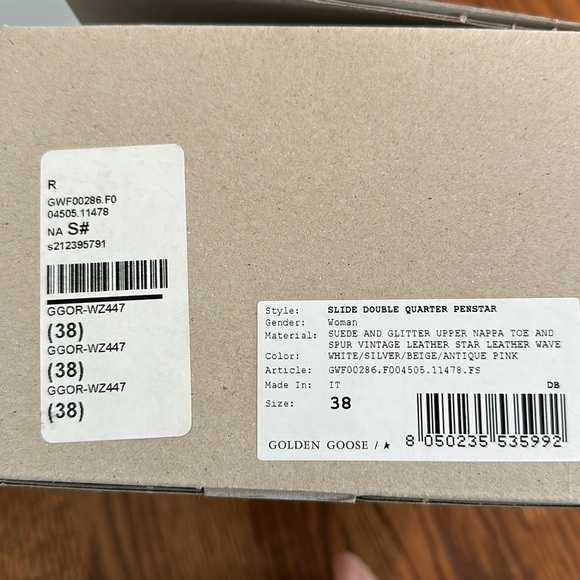 R
GWF00286.F0
04505.11478
NA S#
s212395791
GGOR-WZ447
(38)
GGOR-WZ447
(38)
GGOR-WZ447
(38)
Style: SLIDE DOUBLE QUARTER PENSTAR
Gender: Woman
Material: SUEDE AND GLITTER UPPER NAPPA TOE AND
SPUR VINTAGE LEATHER STAR LEATHER WAVE
Color: WHITE/SILVER/BEIGE/ANTIQUE PINK
Article: GWF00286.F004505.11478.FS
Made In: IT DB
Size: 38
GOLDEN GOOSE / ★
8 050235 535992